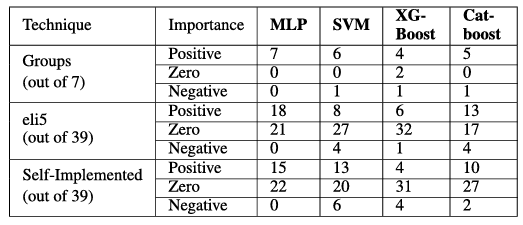 Technique Importance MLP SVM XG-Boost Cat-boost
Groups (out of 7) Positive 7 6 4 5
Zero 0 0 2 0
Negative 0 1 1 1
eli5 (out of 39) Positive 18 8 6 13
Zero 21 27 32 17
Negative 0 4 1 4
Self-Implemented (out of 39) Positive 15 13 4 10
Zero 22 20 31 27
Negative 0 6 4 2